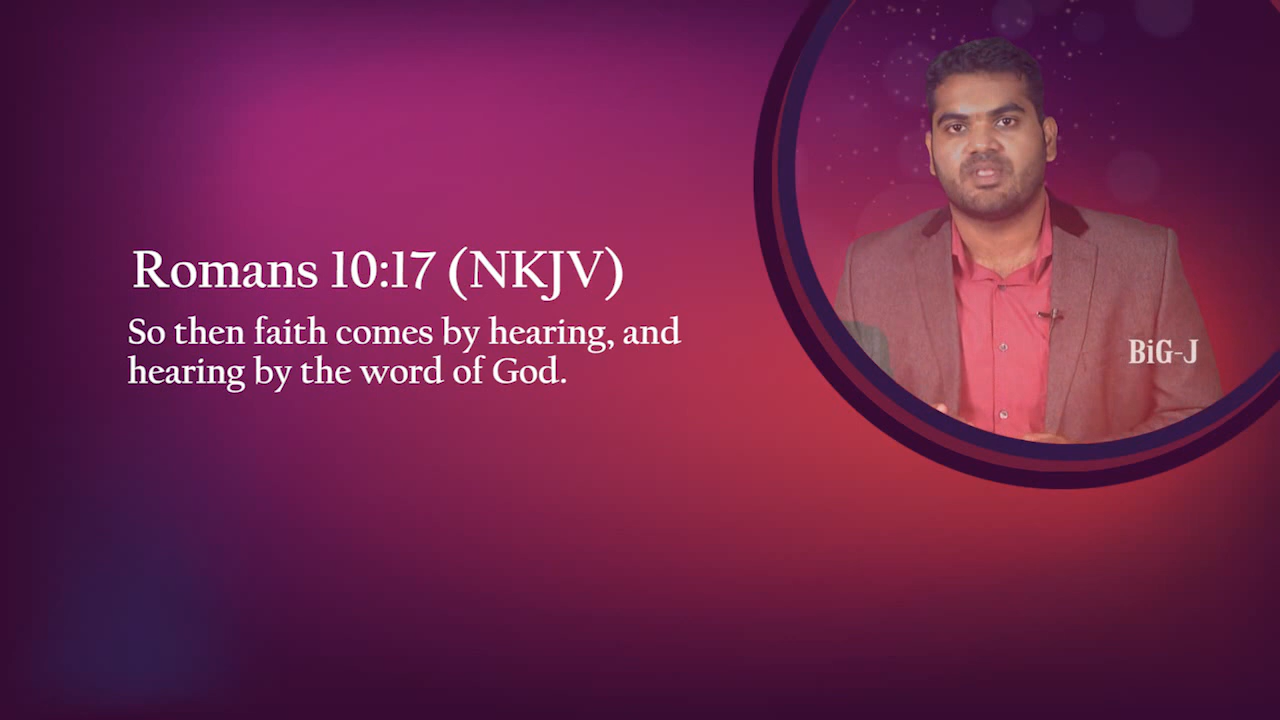 Romans 10:17 (NKJV)
So then faith comes by hearing, and
hearing by the word of God.
BiG-J